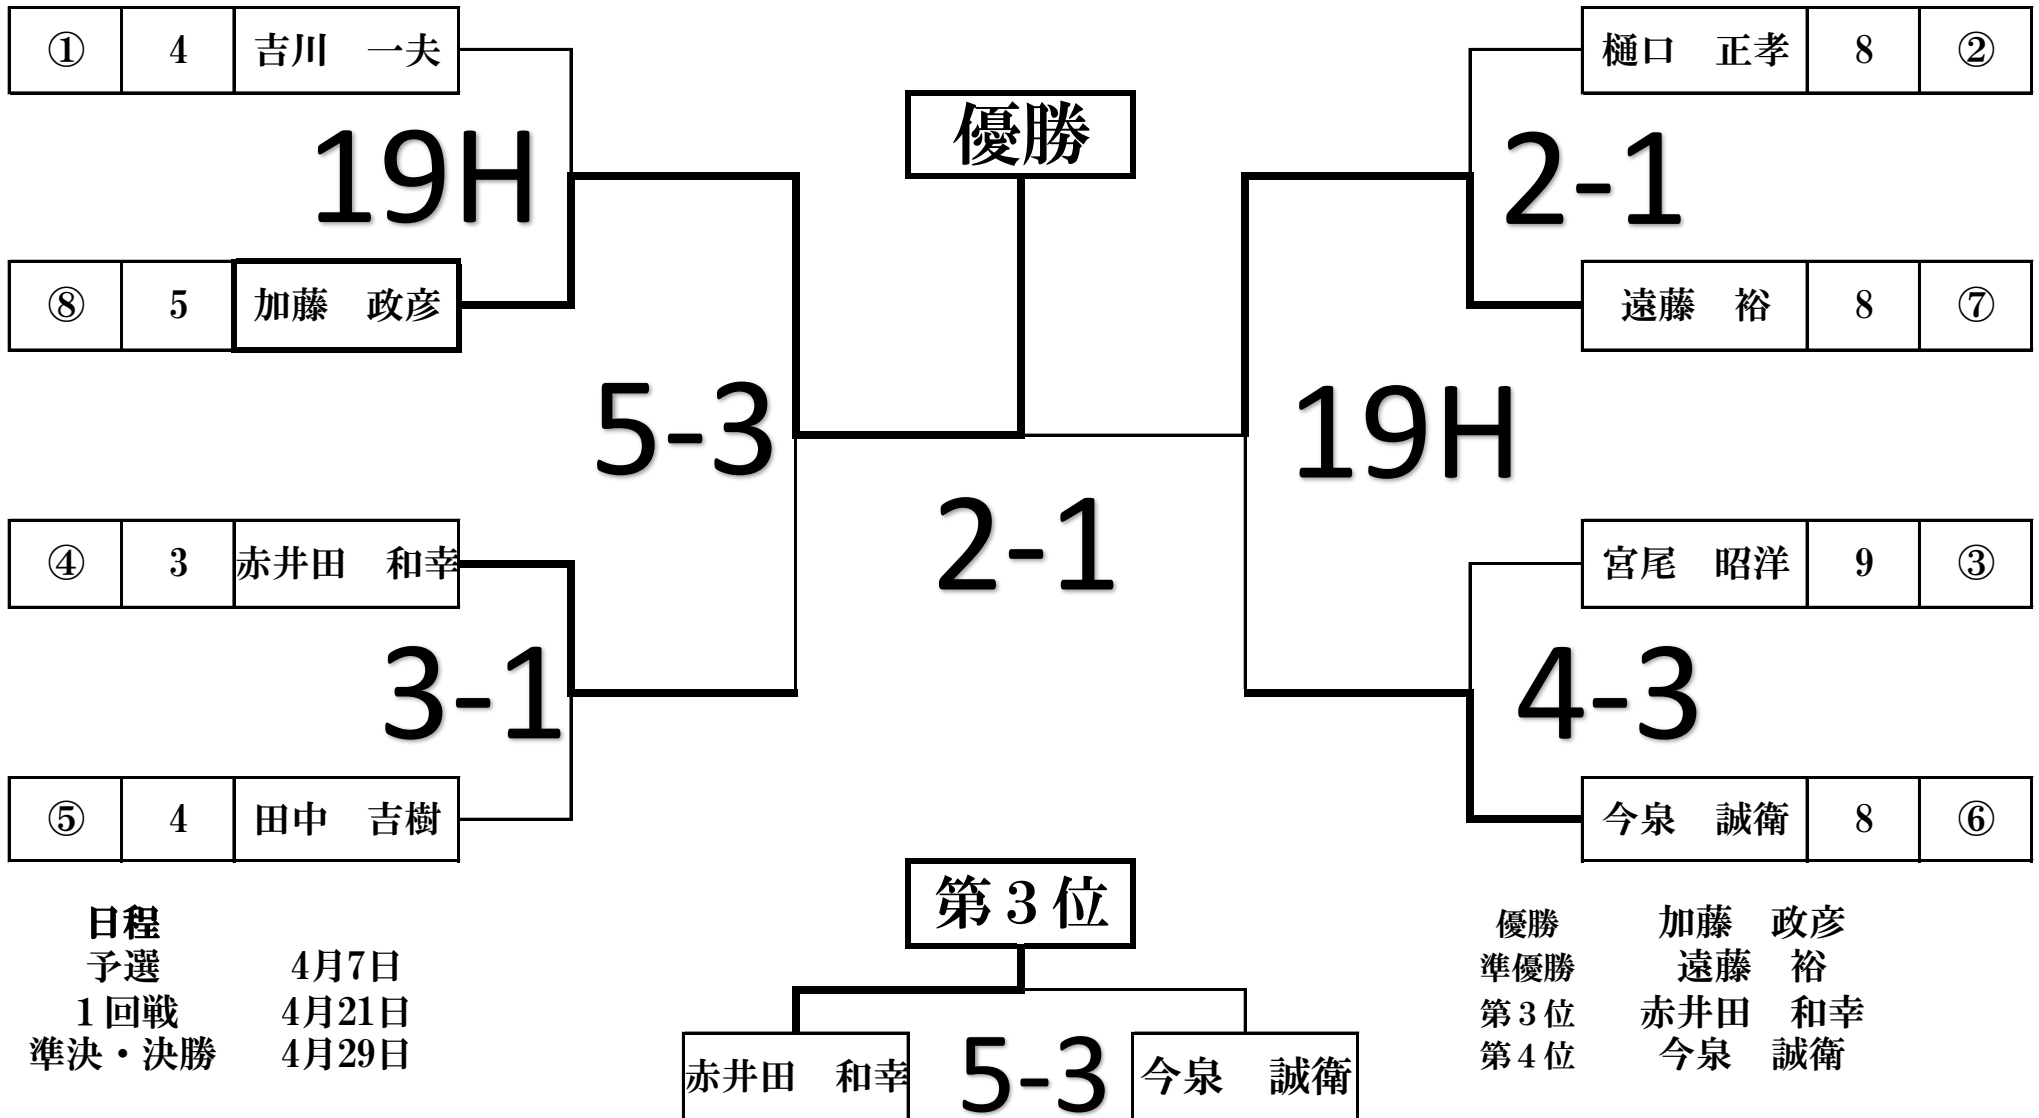 ① 4 吉川　一夫
樋口　正孝 8 ②
優勝
19H
2-1
⑧ 5 加藤　政彦
遠藤　裕 8 ⑦
5-3
19H
2-1
④ 3 赤井田　和幸
宮尾　昭洋 9 ③
3-1
4-3
⑤ 4 田中　吉樹
今泉　誠衛 8 ⑥
第３位
赤井田　和幸
5-3
今泉　誠衛
日程
予選 4月7日
１回戦 4月21日
準決・決勝 4月29日
優勝 加藤　政彦
準優勝 遠藤　裕
第３位 赤井田　和幸
第４位 今泉　誠衛